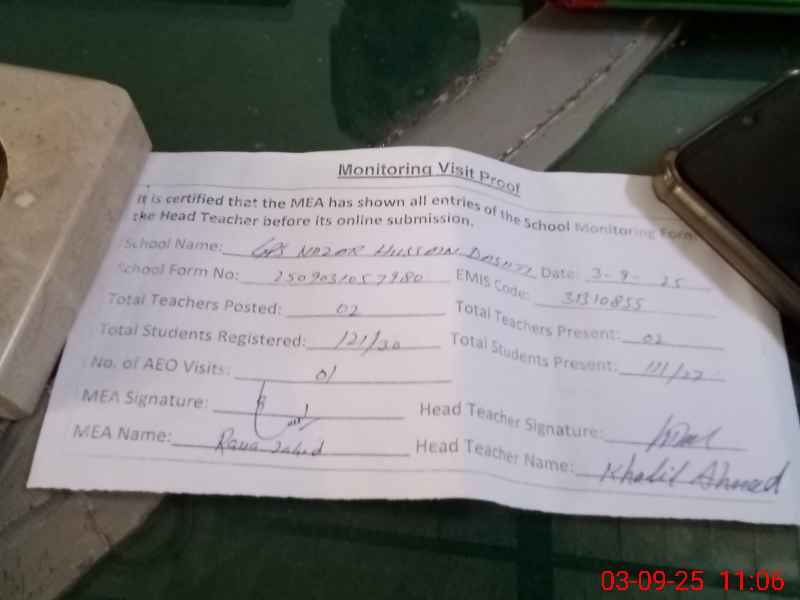 Monitoring Visit Proof
It is certified that the MEA has shown all entries of the School Monitoring Form
the Head Teacher before its online submission.
School Name: GPS NAZAR HUSSAIN DASHTI Date: 3-9-25
School Form No: 2509031057980 EMIS Code: 31310855
Total Teachers Posted: 02 Total Teachers Present: 02
Total Students Registered: 121/30 Total Students Present: 111/27
No. of AEO Visits: 01
MEA Signature: Head Teacher Signature:
MEA Name: Rana Zahid Head Teacher Name: Khalil Ahmed
03-09-25 11:06